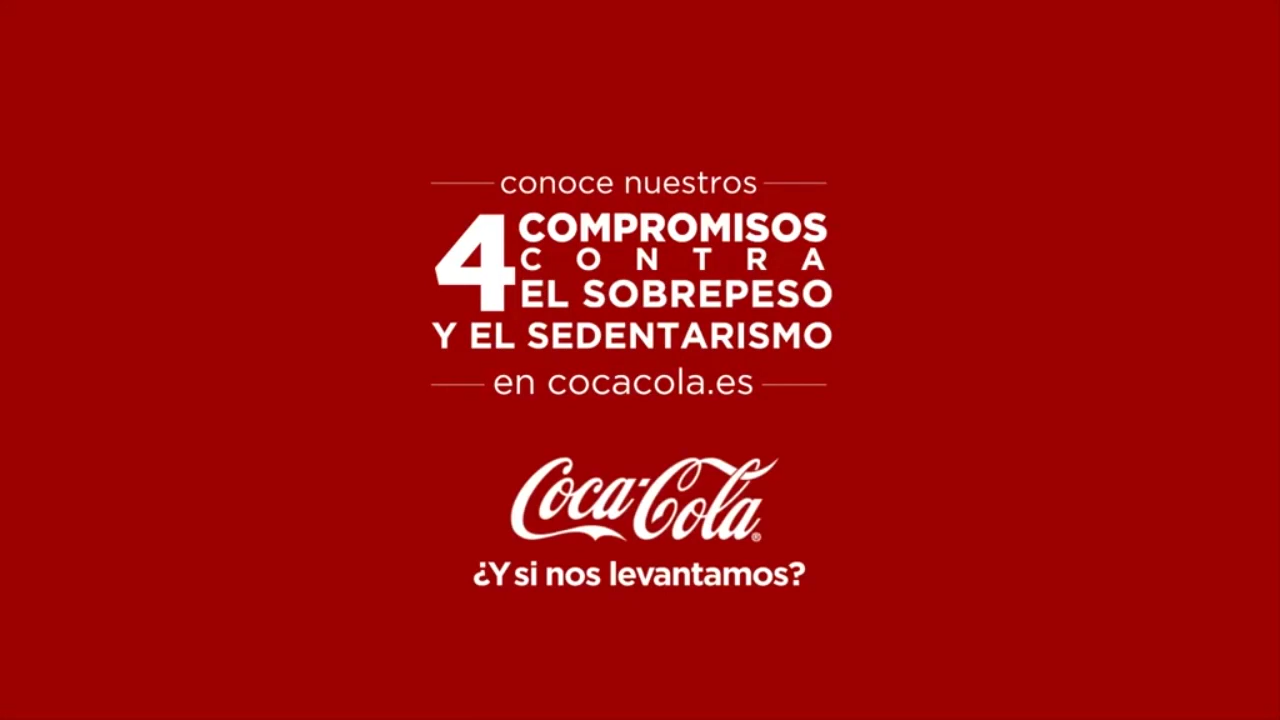 conoce nuestros
4 COMPROMISOS
CONTRA
EL SOBREPESO
Y EL SEDENTARISMO
en cocacola.es
Coca-Cola®
¿Y si nos levantamos?